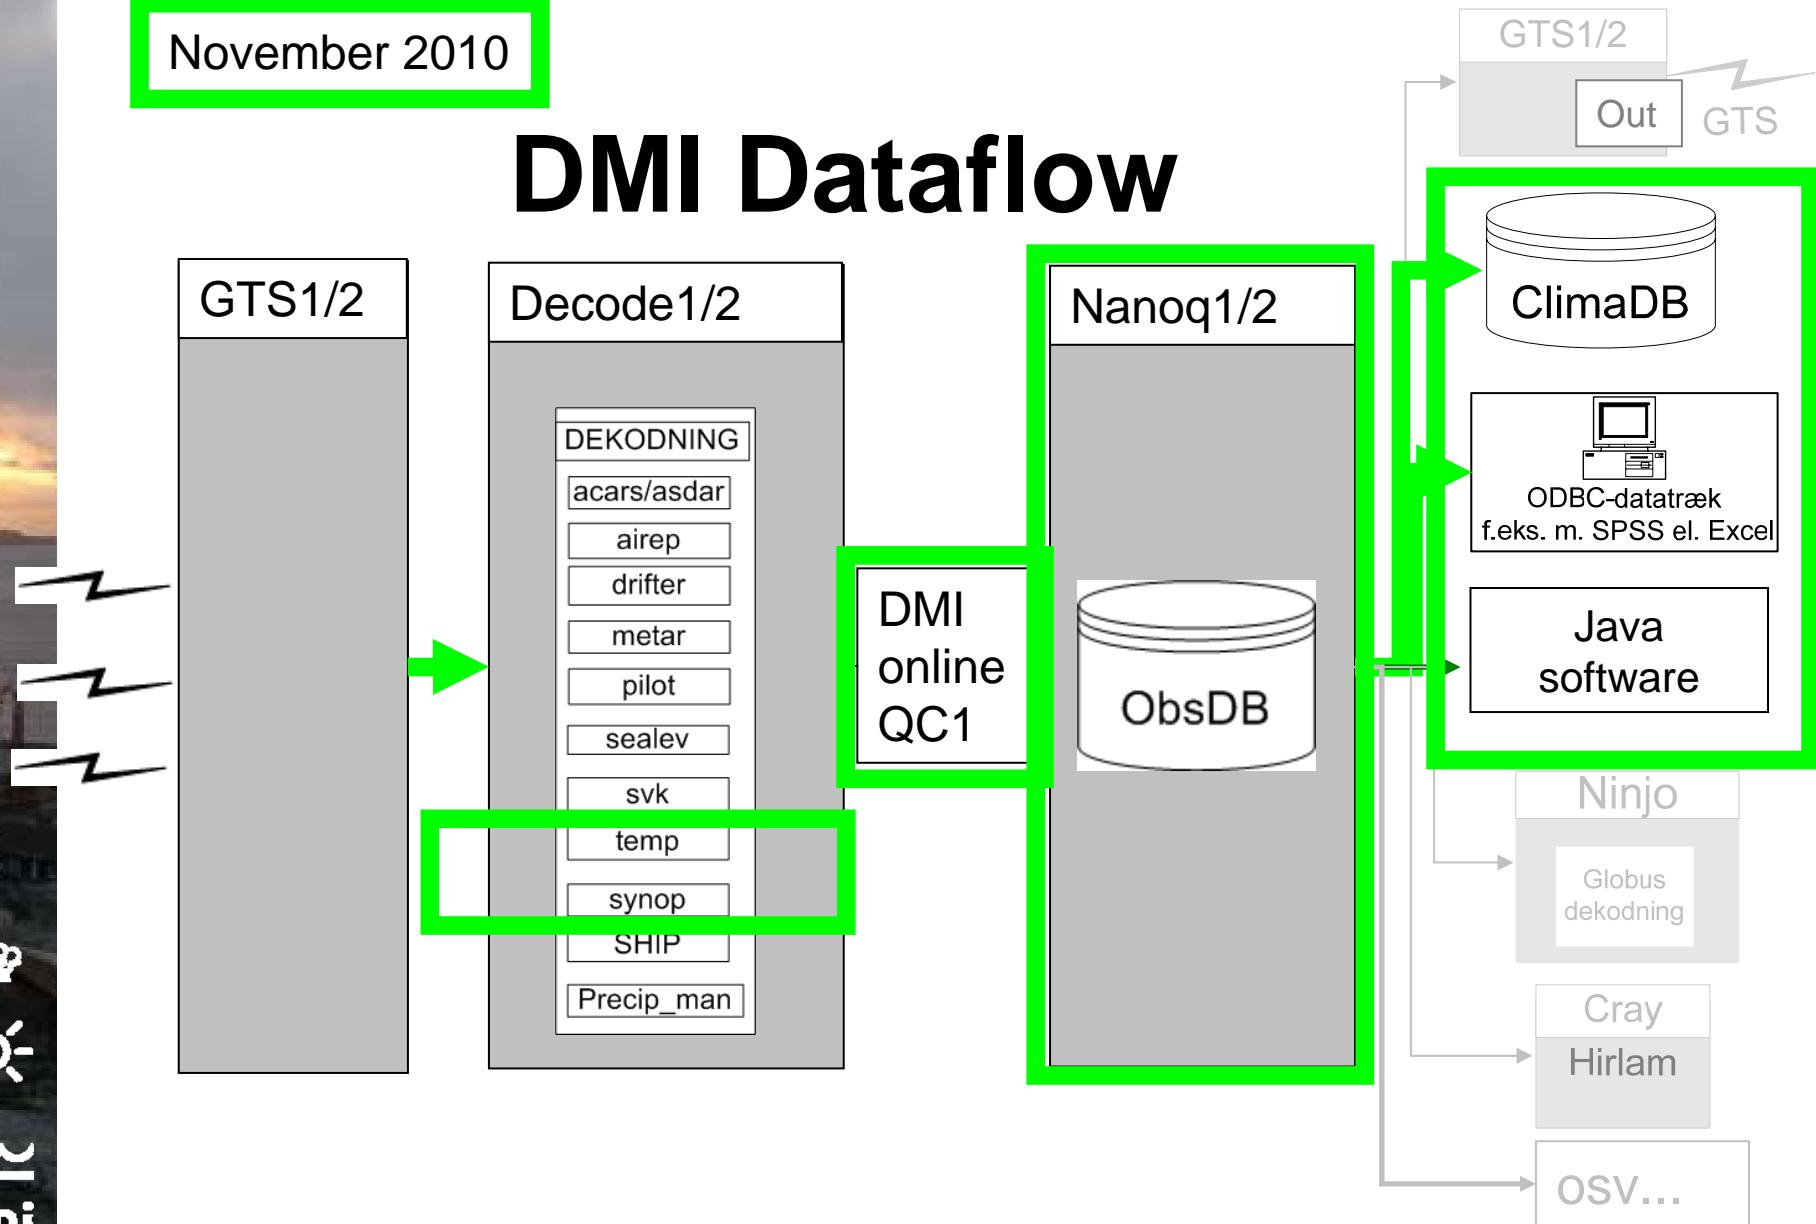 November 2010
DMI Dataflow
GTS1/2
Decode1/2
DEKODNING
acars/asdar
airep
drifter
metar
pilot
sealev
svk
temp
synop
SHIP
Precip_man
DMI
online
QC1
Nanoq1/2
ObsDB
GTS1/2
Out
GTS
ClimaDB
ODBC-datatræk
f.eks. m. SPSS el. Excel
Java
software
Ninjo
Globus
dekodning
Cray
Hirlam
osv...